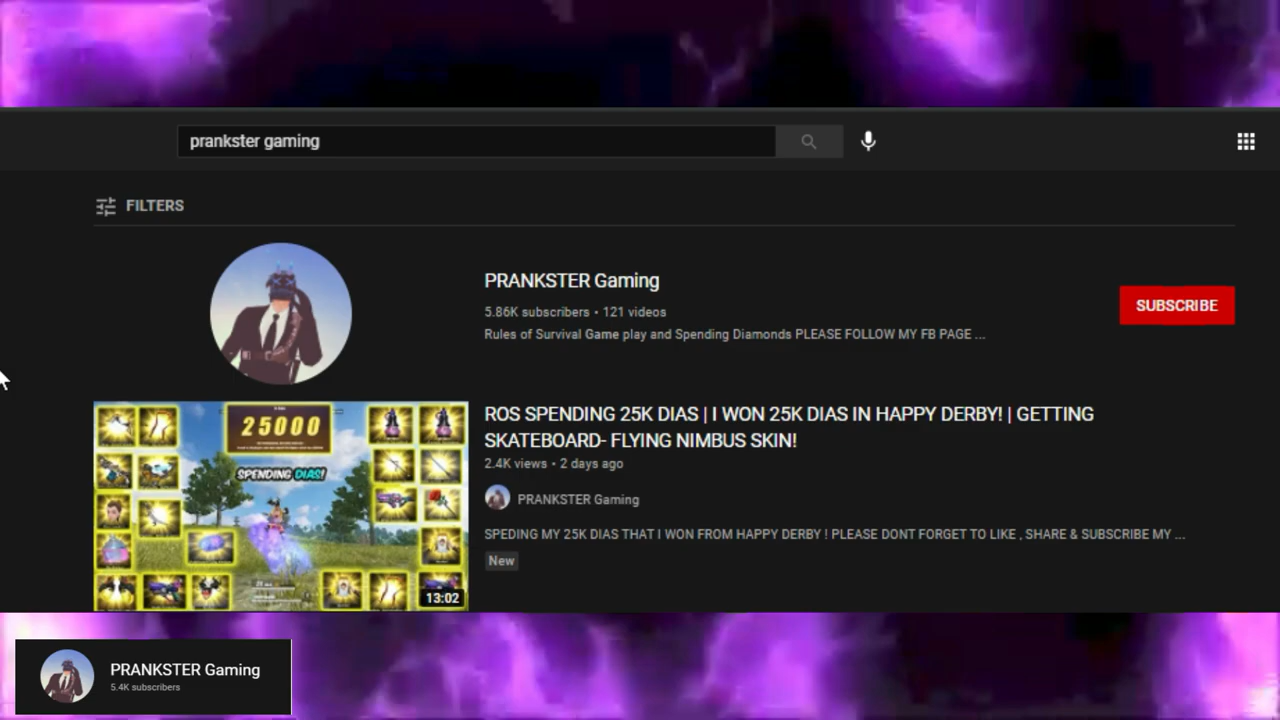 prankster gaming
FILTERS
PRANKSTER Gaming
5.86K subscribers • 121 videos
SUBSCRIBE
Rules of Survival Game play and Spending Diamonds PLEASE FOLLOW MY FB PAGE ...
25000
SPENDING DIAS!
13:02
ROS SPENDING 25K DIAS | I WON 25K DIAS IN HAPPY DERBY! | GETTING
SKATEBOARD- FLYING NIMBUS SKIN!
2.4K views • 2 days ago
PRANKSTER Gaming
SPEDING MY 25K DIAS THAT I WON FROM HAPPY DERBY ! PLEASE DONT FORGET TO LIKE , SHARE & SUBSCRIBE MY ...
New
PRANKSTER Gaming
5.4K subscribers